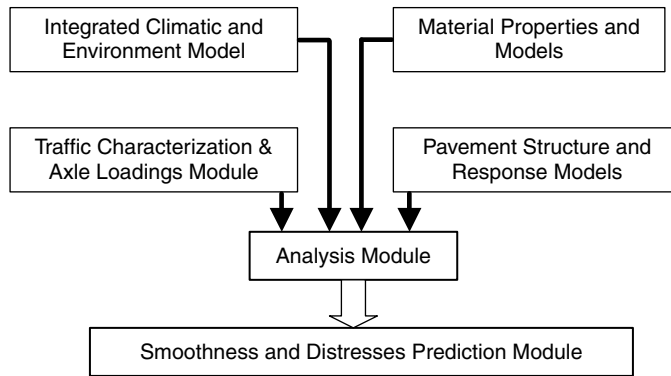 Integrated Climatic and
Environment Model
Material Properties and
Models
Traffic Characterization &
Axle Loadings Module
Pavement Structure and
Response Models
Analysis Module
Smoothness and Distresses Prediction Module